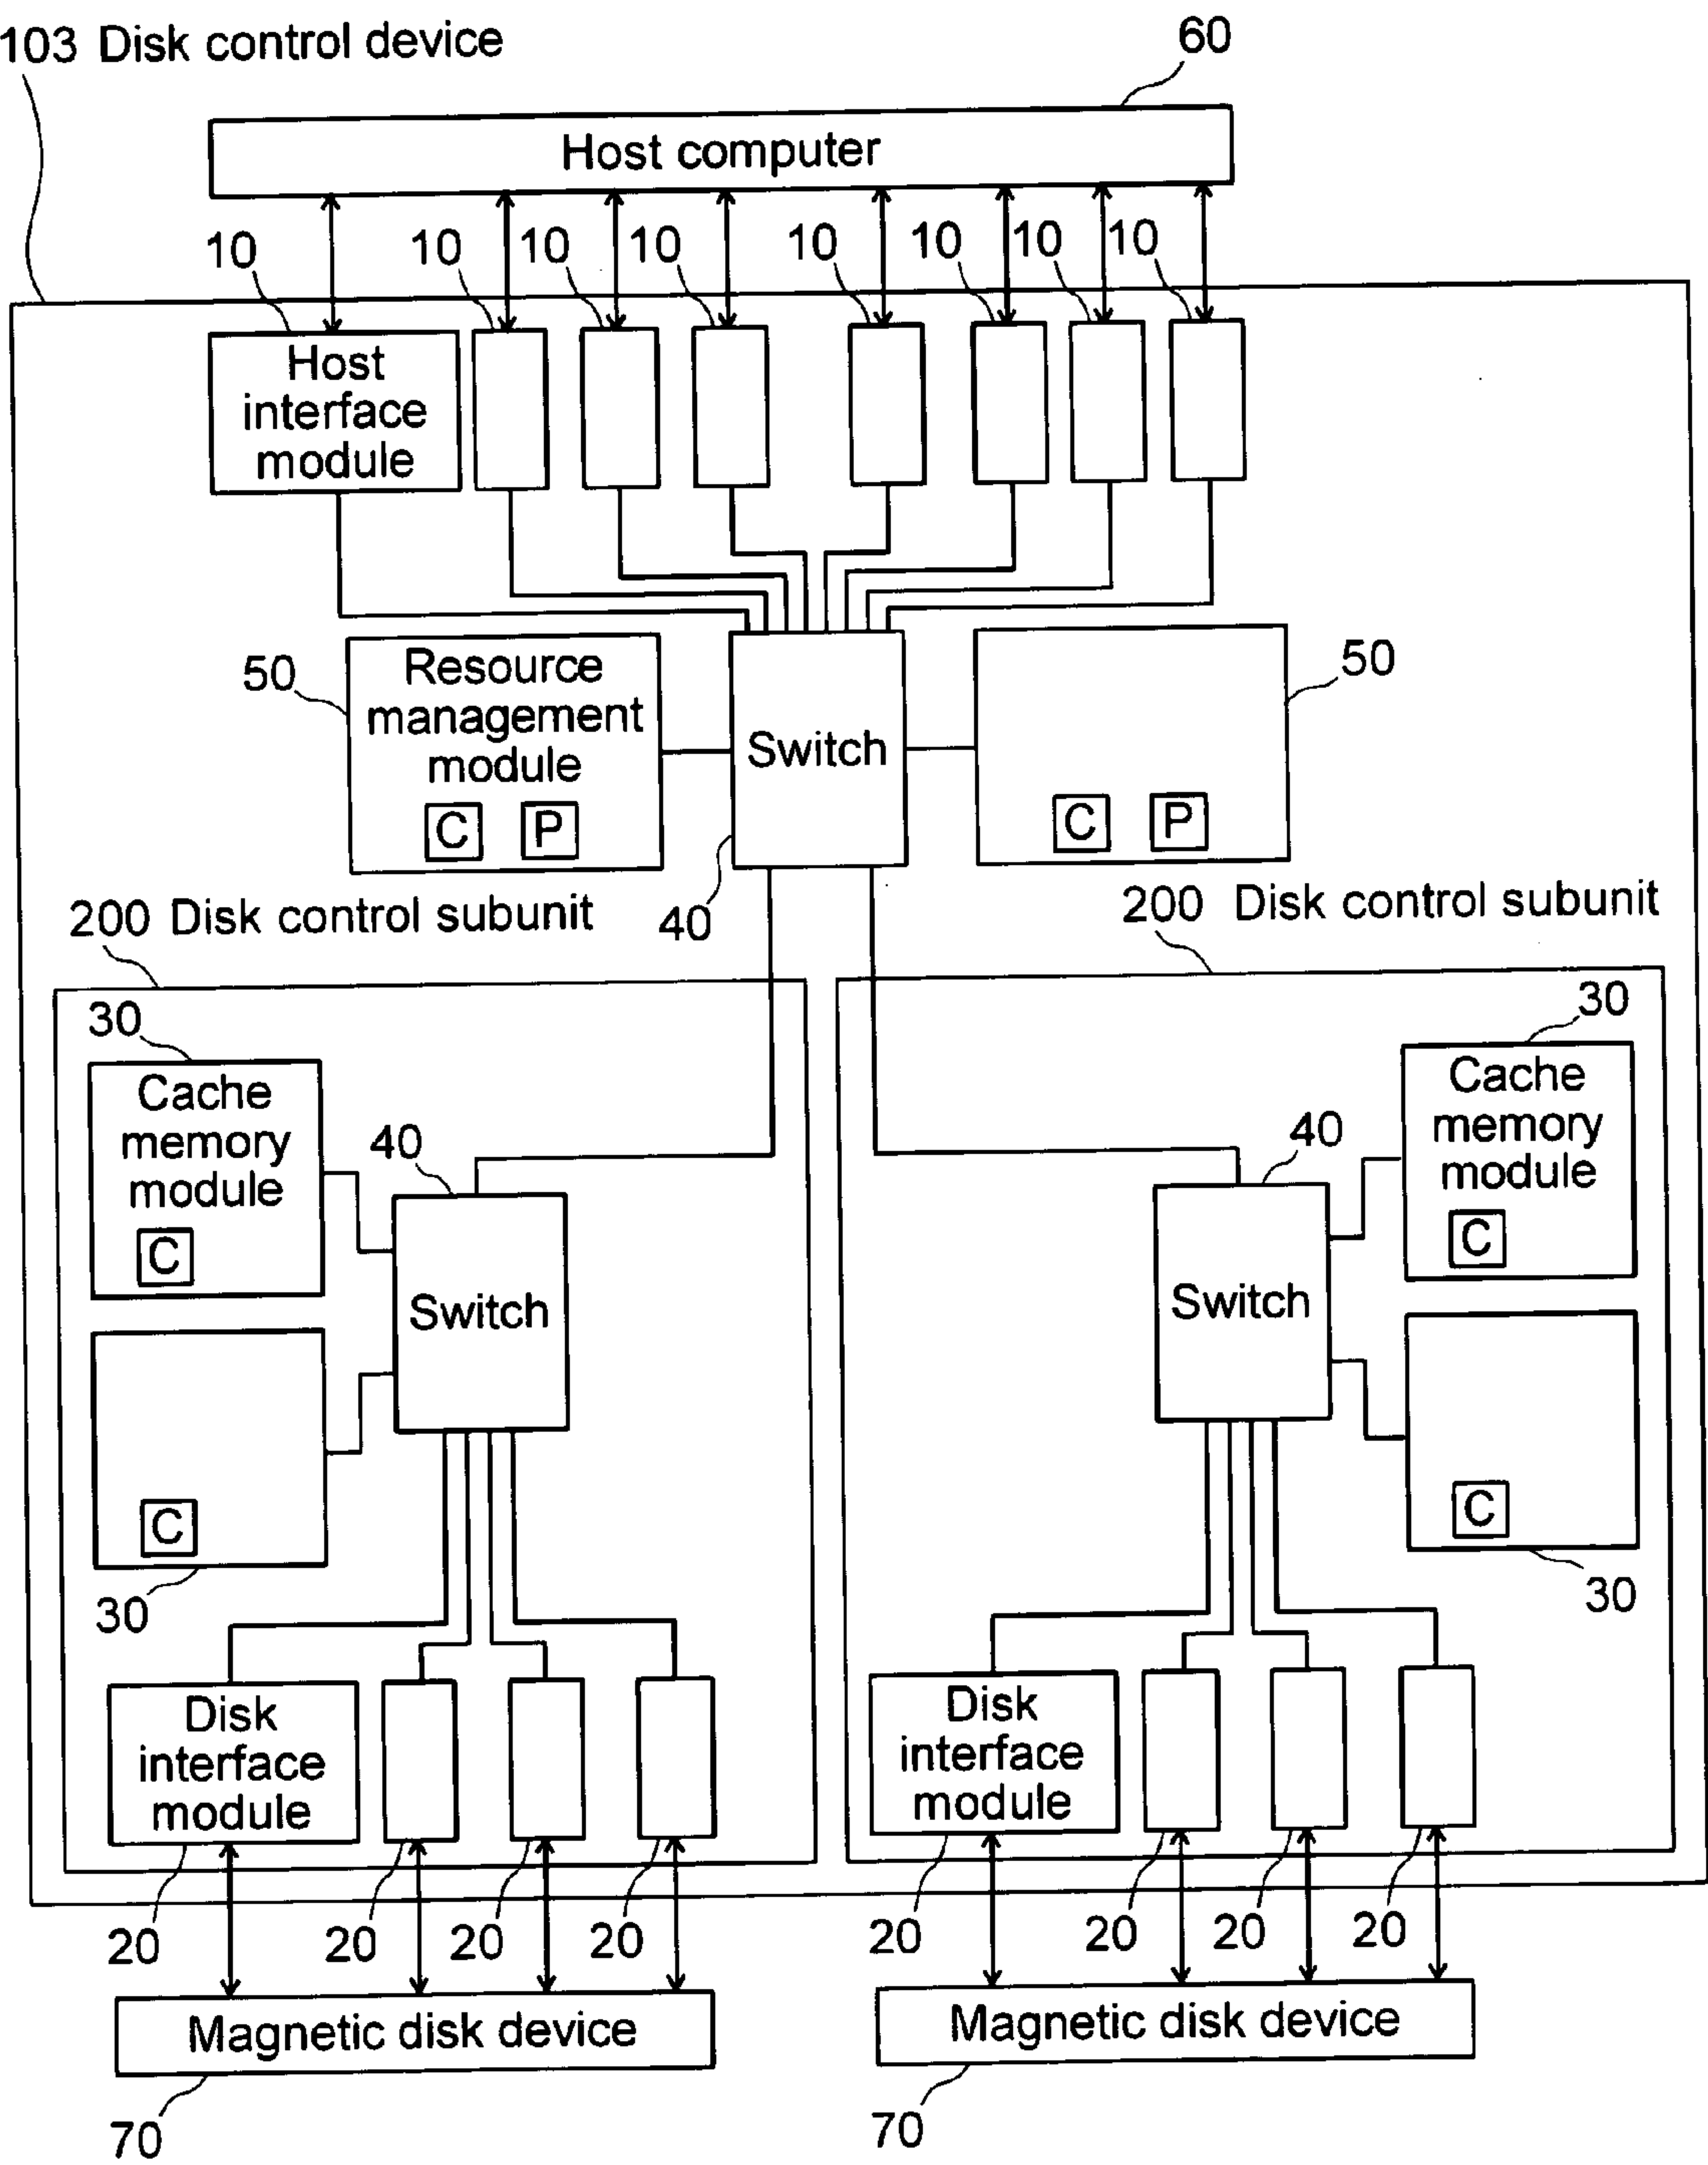 103 Disk control device
60
Host computer
10 10 10 10 10 10 10 10
Host
interface
module
50
Resource
management
module
C P
Switch
40
50
C P
200 Disk control subunit
200 Disk control subunit
30
Cache
memory
module
C
40
Switch
C
30
Disk
interface
module
20 20 20 20
Magnetic disk device
70
30
Cache
memory
module
C
40
Switch
C
30
Disk
interface
module
20 20 20 20
Magnetic disk device
70